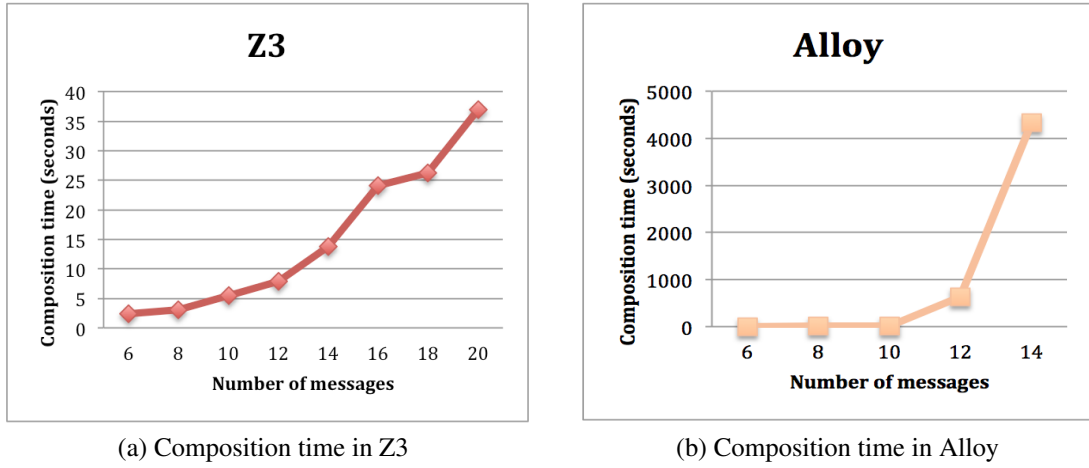 Z3
Composition time (seconds)
40
35
30
25
20
15
10
5
0
6 8 10 12 14 16 18 20
Number of messages
(a) Composition time in Z3
Alloy
Composition time (seconds)
5000
4000
3000
2000
1000
0
6 8 10 12 14
Number of messages
(b) Composition time in Alloy